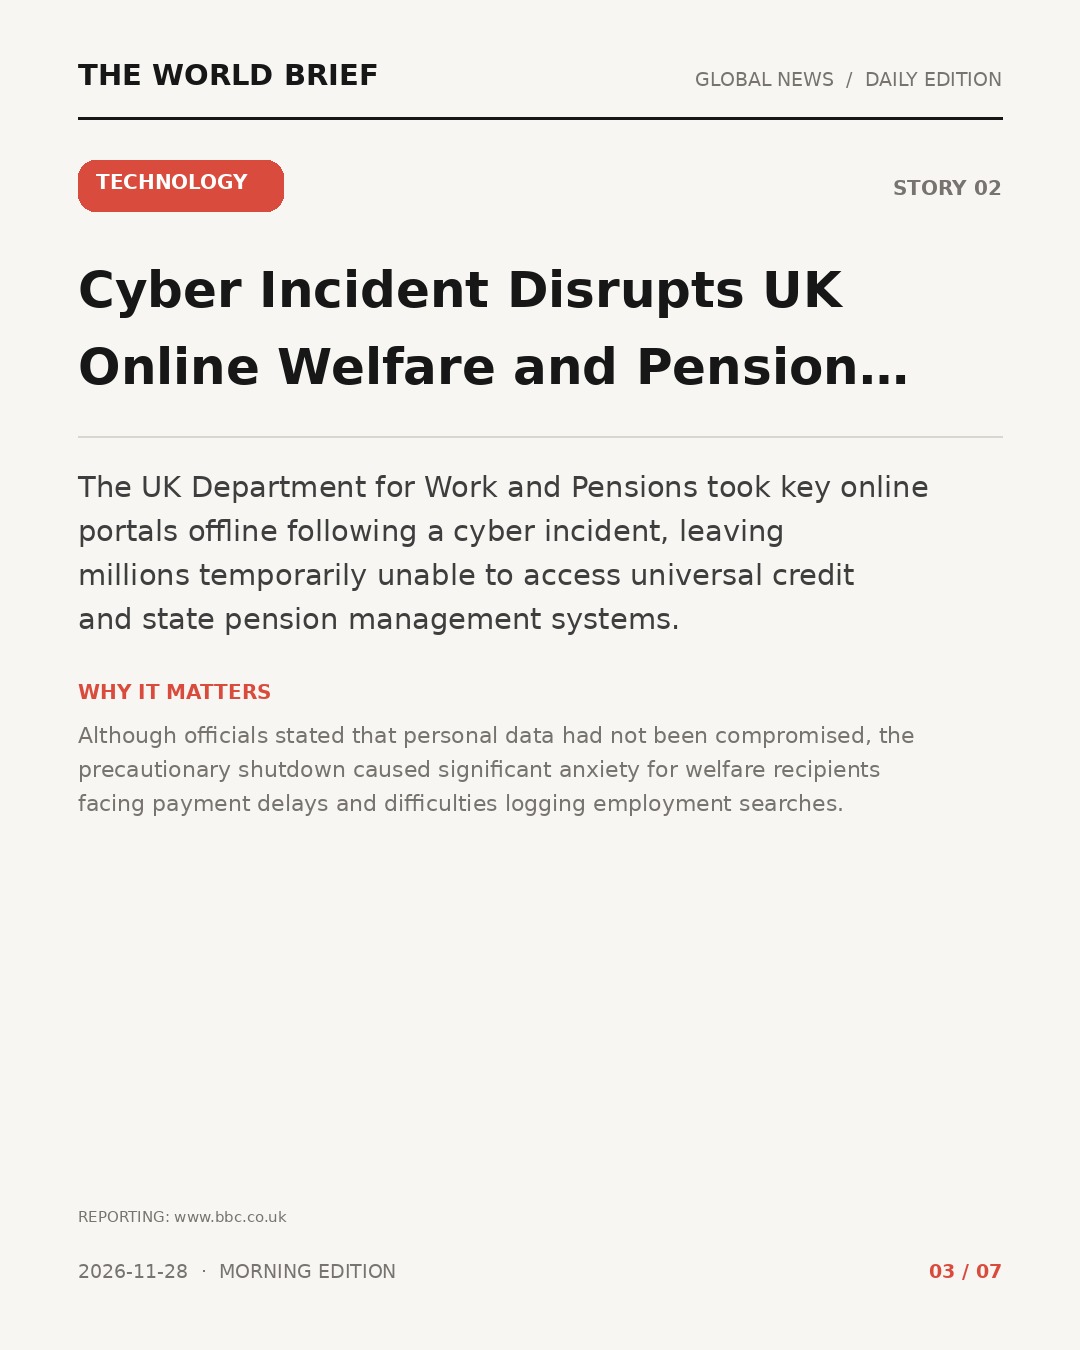 THE WORLD BRIEF
GLOBAL NEWS / DAILY EDITION
TECHNOLOGY
STORY 02
Cyber Incident Disrupts UK
Online Welfare and Pension…
The UK Department for Work and Pensions took key online
portals offline following a cyber incident, leaving
millions temporarily unable to access universal credit
and state pension management systems.
WHY IT MATTERS
Although officials stated that personal data had not been compromised, the
precautionary shutdown caused significant anxiety for welfare recipients
facing payment delays and difficulties logging employment searches.
REPORTING: www.bbc.co.uk
2026-11-28 · MORNING EDITION
03 / 07